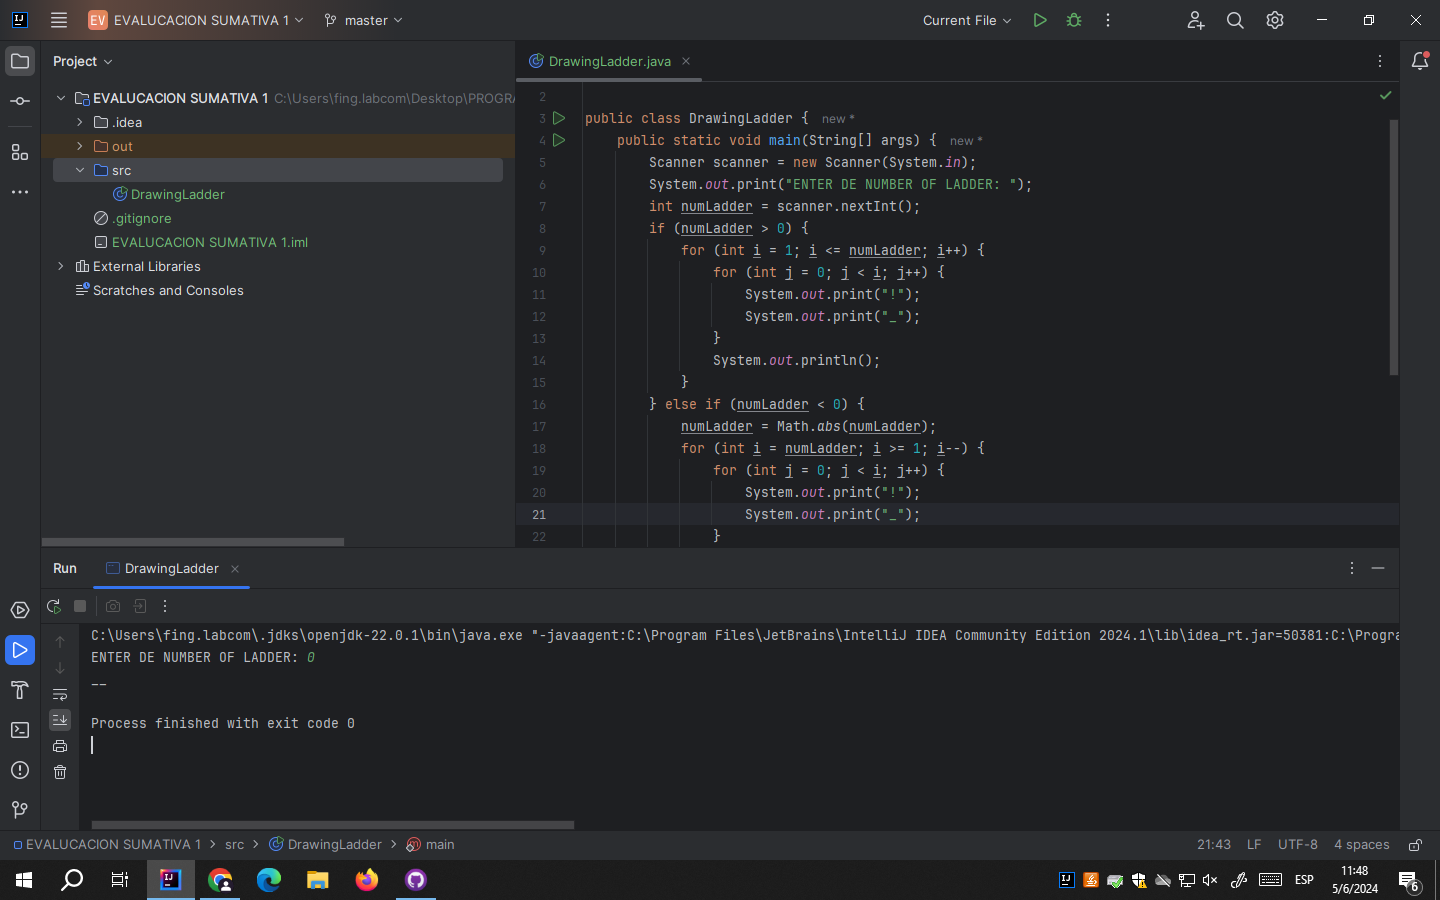 EV EVALUCACION SUMATIVA 1 master Current File
Project
DrawingLadder.java
EVALUCACION SUMATIVA 1 C:\Users\fing.labcom\Desktop\PROGRA
.idea
out
src
DrawingLadder
.gitignore
EVALUCACION SUMATIVA 1.iml
External Libraries
Scratches and Consoles
2
3 public class DrawingLadder { new *
4 public static void main(String[] args) { new *
5 Scanner scanner = new Scanner(System.in);
6 System.out.print("ENTER DE NUMBER OF LADDER: ");
7 int numLadder = scanner.nextInt();
8 if (numLadder > 0) {
9 for (int i = 1; i <= numLadder; i++) {
10 for (int j = 0; j < i; j++) {
11 System.out.print("!");
12 System.out.print("_");
13 }
14 System.out.println();
15 }
16 } else if (numLadder < 0) {
17 numLadder = Math.abs(numLadder);
18 for (int i = numLadder; i >= 1; i--) {
19 for (int j = 0; j < i; j++) {
20 System.out.print("!");
21 System.out.print("_");
22 }
Run DrawingLadder
C:\Users\fing.labcom\.jdks\openjdk-22.0.1\bin\java.exe "-javaagent:C:\Program Files\JetBrains\IntelliJ IDEA Community Edition 2024.1\lib\idea_rt.jar=50381:C:\Progra
ENTER DE NUMBER OF LADDER: 0
__
Process finished with exit code 0
EVALUCACION SUMATIVA 1 > src > DrawingLadder > main 21:43 LF UTF-8 4 spaces
ESP
11:48
5/6/2024
6